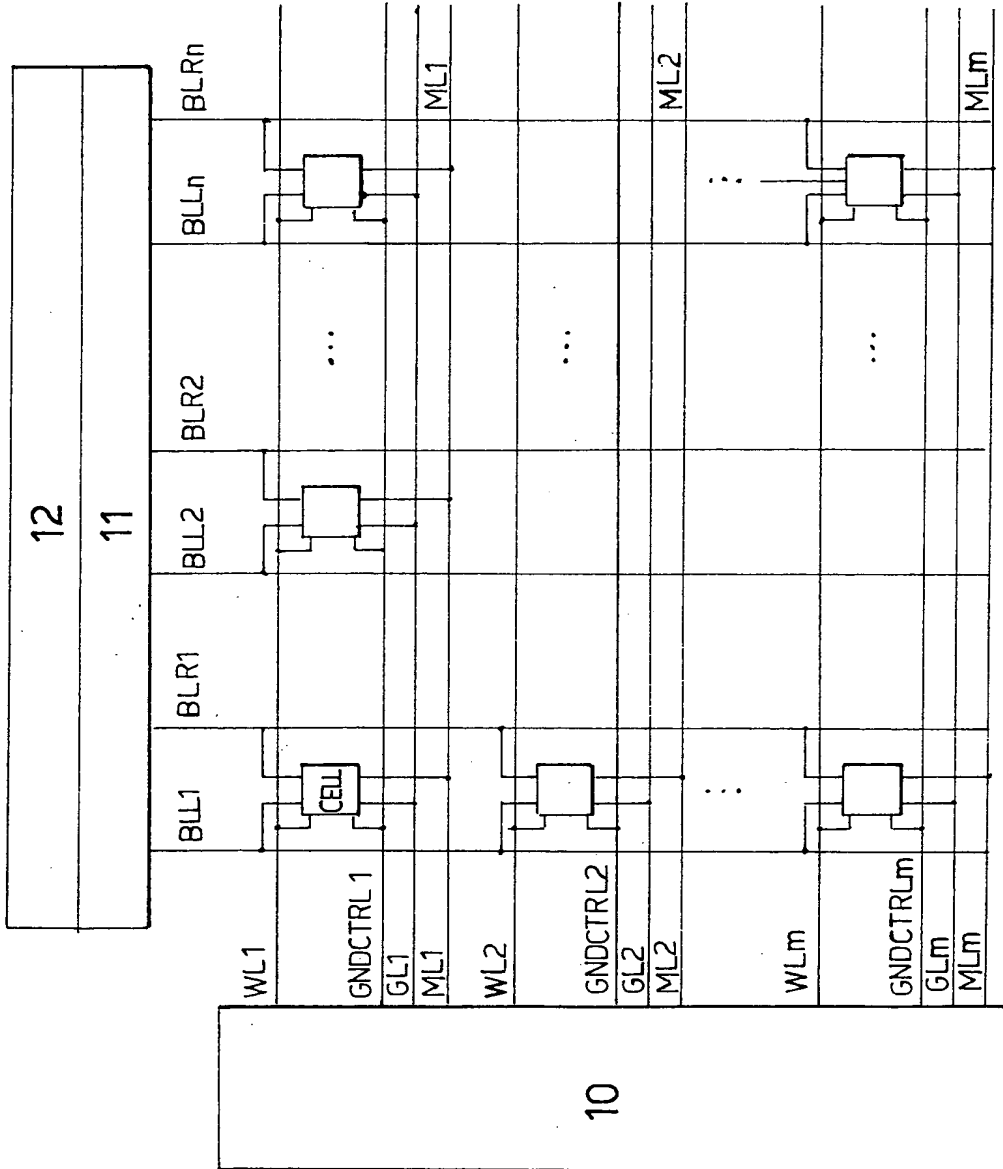 12
11
BLL1
BLR1
BLL2
BLR2
BLLn
BLRn
WL1
CELL
GNDCTRL1
GL1
ML1
ML1
WL2
GNDCTRL2
GL2
ML2
ML2
WLm
GNDCTRLm
GLm
MLm
MLm
10
...
...
...
...
...